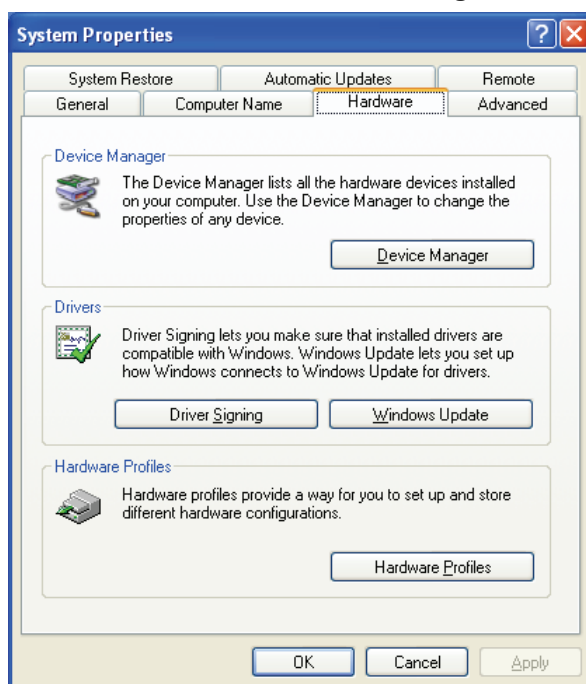 System Properties
System Restore Automatic Updates Remote
General Computer Name Hardware Advanced
Device Manager
The Device Manager lists all the hardware devices installed
on your computer. Use the Device Manager to change the
properties of any device.
Device Manager
Drivers
Driver Signing lets you make sure that installed drivers are
compatible with Windows. Windows Update lets you set up
how Windows connects to Windows Update for drivers.
Driver Signing Windows Update
Hardware Profiles
Hardware profiles provide a way for you to set up and store
different hardware configurations.
Hardware Profiles
OK Cancel Apply